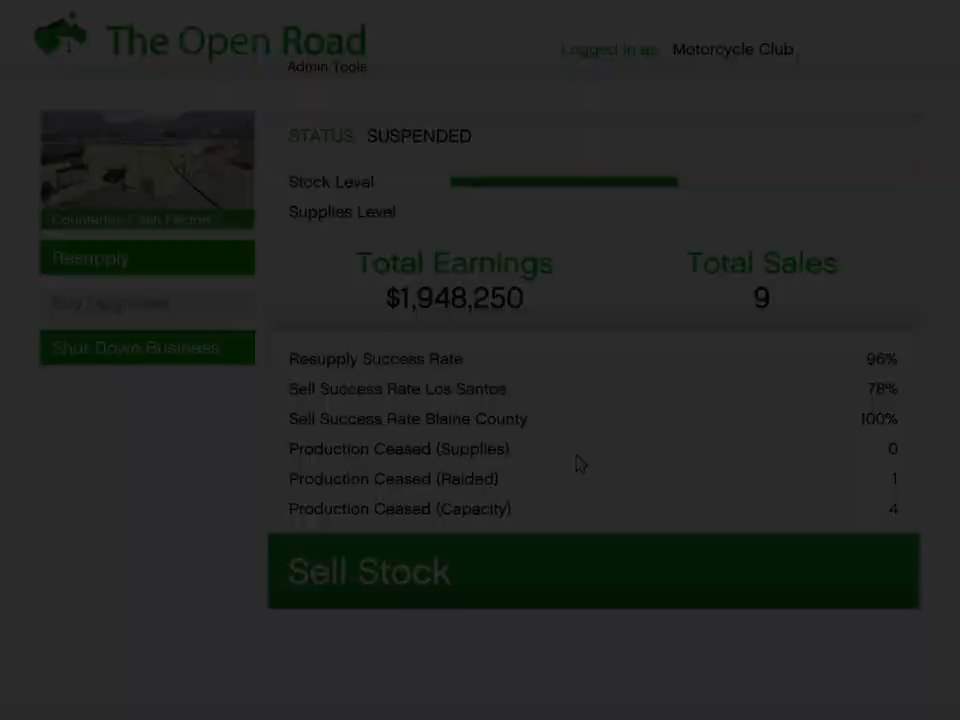 The Open Road
Admin Tools
Logged in as Motorcycle Club
STATUS: SUSPENDED
Stock Level
Supplies Level
Counterfeit Cash Factory
Resupply
Buy Upgrades
Shut Down Business
Total Earnings
$1,948,250
Total Sales
9
Resupply Success Rate 96%
Sell Success Rate Los Santos 78%
Sell Success Rate Blaine County 100%
Production Ceased (Supplies) 0
Production Ceased (Raided) 1
Production Ceased (Capacity) 4
Sell Stock